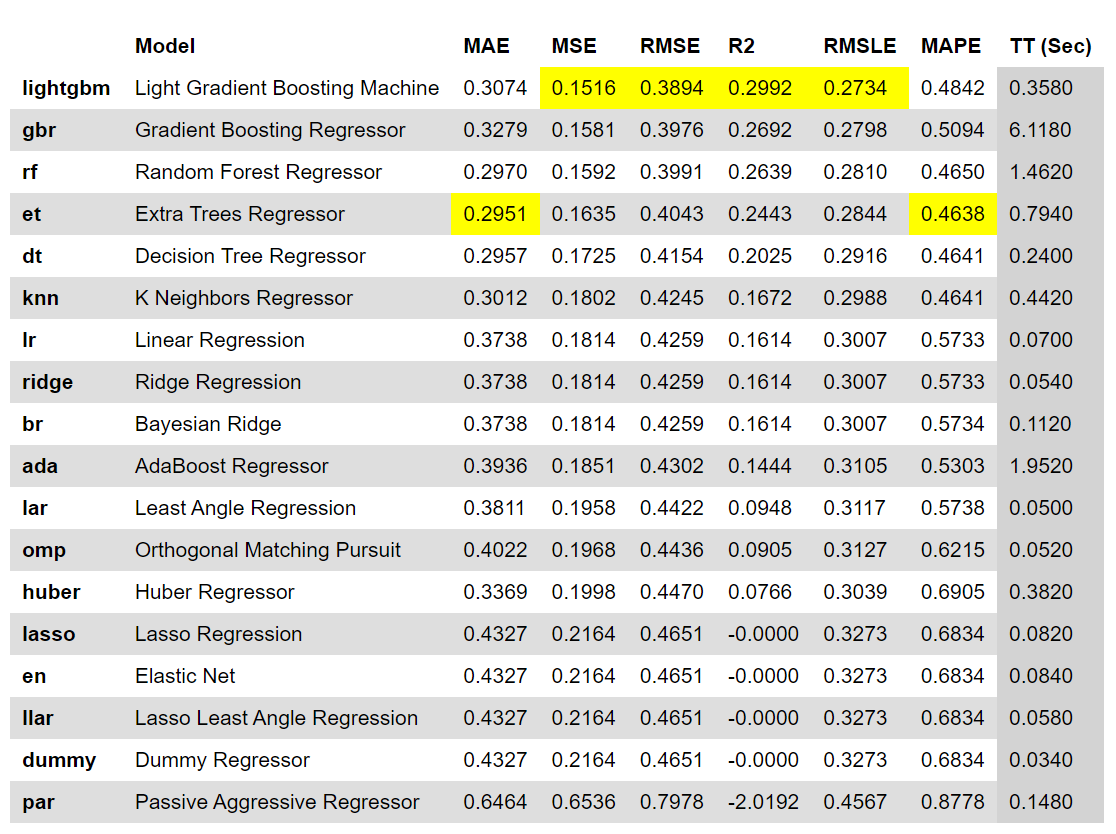 Model MAE MSE RMSE R2 RMSLE MAPE TT (Sec)
lightgbm Light Gradient Boosting Machine 0.3074 0.1516 0.3894 0.2992 0.2734 0.4842 0.3580
gbr Gradient Boosting Regressor 0.3279 0.1581 0.3976 0.2692 0.2798 0.5094 6.1180
rf Random Forest Regressor 0.2970 0.1592 0.3991 0.2639 0.2810 0.4650 1.4620
et Extra Trees Regressor 0.2951 0.1635 0.4043 0.2443 0.2844 0.4638 0.7940
dt Decision Tree Regressor 0.2957 0.1725 0.4154 0.2025 0.2916 0.4641 0.2400
knn K Neighbors Regressor 0.3012 0.1802 0.4245 0.1672 0.2988 0.4641 0.4420
lr Linear Regression 0.3738 0.1814 0.4259 0.1614 0.3007 0.5733 0.0700
ridge Ridge Regression 0.3738 0.1814 0.4259 0.1614 0.3007 0.5733 0.0540
br Bayesian Ridge 0.3738 0.1814 0.4259 0.1614 0.3007 0.5734 0.1120
ada AdaBoost Regressor 0.3936 0.1851 0.4302 0.1444 0.3105 0.5303 1.9520
lar Least Angle Regression 0.3811 0.1958 0.4422 0.0948 0.3117 0.5738 0.0500
omp Orthogonal Matching Pursuit 0.4022 0.1968 0.4436 0.0905 0.3127 0.6215 0.0520
huber Huber Regressor 0.3369 0.1998 0.4470 0.0766 0.3039 0.6905 0.3820
lasso Lasso Regression 0.4327 0.2164 0.4651 -0.0000 0.3273 0.6834 0.0820
en Elastic Net 0.4327 0.2164 0.4651 -0.0000 0.3273 0.6834 0.0840
llar Lasso Least Angle Regression 0.4327 0.2164 0.4651 -0.0000 0.3273 0.6834 0.0580
dummy Dummy Regressor 0.4327 0.2164 0.4651 -0.0000 0.3273 0.6834 0.0340
par Passive Aggressive Regressor 0.6464 0.6536 0.7978 -2.0192 0.4567 0.8778 0.1480